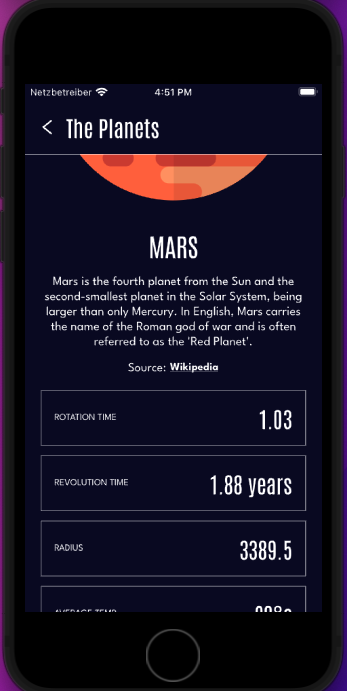 Netzbetreiber 4:51 PM
The Planets
MARS
Mars is the fourth planet from the Sun and the
second-smallest planet in the Solar System, being
larger than only Mercury. In English, Mars carries
the name of the Roman god of war and is often
referred to as the 'Red Planet'.
Source: Wikipedia
ROTATION TIME 1.03
REVOLUTION TIME 1.88 years
RADIUS 3389.5
AVERAGE TEMP